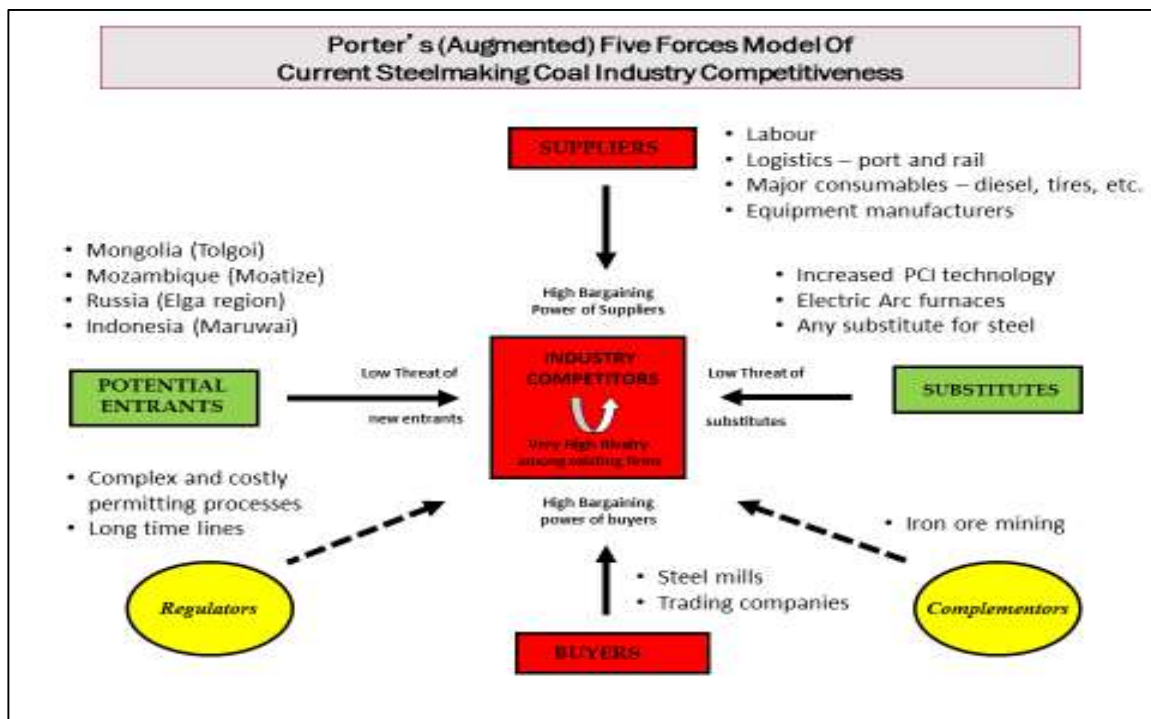 Porter's (Augmented) Five Forces Model Of
Current Steelmaking Coal Industry Competitiveness
SUPPLIERS
• Labour
• Logistics – port and rail
• Major consumables – diesel, tires, etc.
• Equipment manufacturers
• Mongolia (Tolgoi)
• Mozambique (Moatize)
• Russia (Elga region)
• Indonesia (Maruwai)
High Bargaining
Power of Suppliers
• Increased PCI technology
• Electric Arc furnaces
• Any substitute for steel
POTENTIAL
ENTRANTS
Low Threat of
new entrants
INDUSTRY
COMPETITORS
Very High Rivalry
among existing firms
Low Threat of
substitutes
SUBSTITUTES
• Complex and costly
permitting processes
• Long time lines
High Bargaining
power of buyers
• Iron ore mining
Regulators
• Steel mills
• Trading companies
Complementors
BUYERS